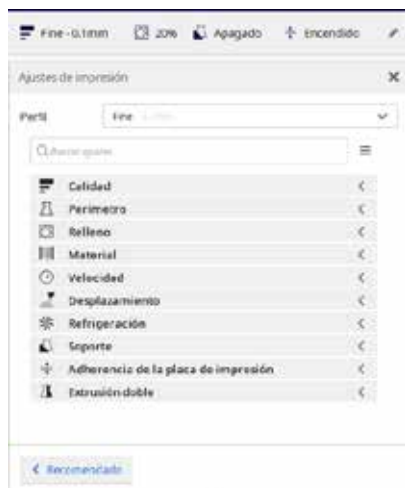 Fine - 0.1mm 20% Apagado Encendido
Ajustes de impresión
Perfil Fine
Calidad
Perímetro
Relleno
Material
Velocidad
Desplazamiento
Refrigeración
Soporte
Adherencia de la placa de impresión
Extrusión doble
Recomendado